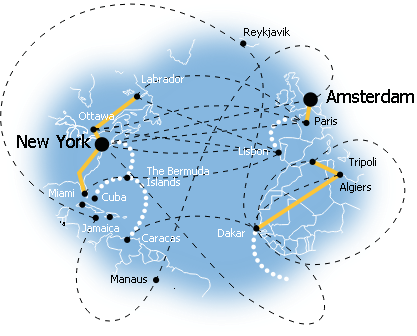 Reykjavik
Labrador
Amsterdam
Ottawa
Paris
New York
Lisbon
Tripoli
The Bermuda
Islands
Algiers
Miami
Cuba
Jamaica
Dakar
Caracas
Manaus